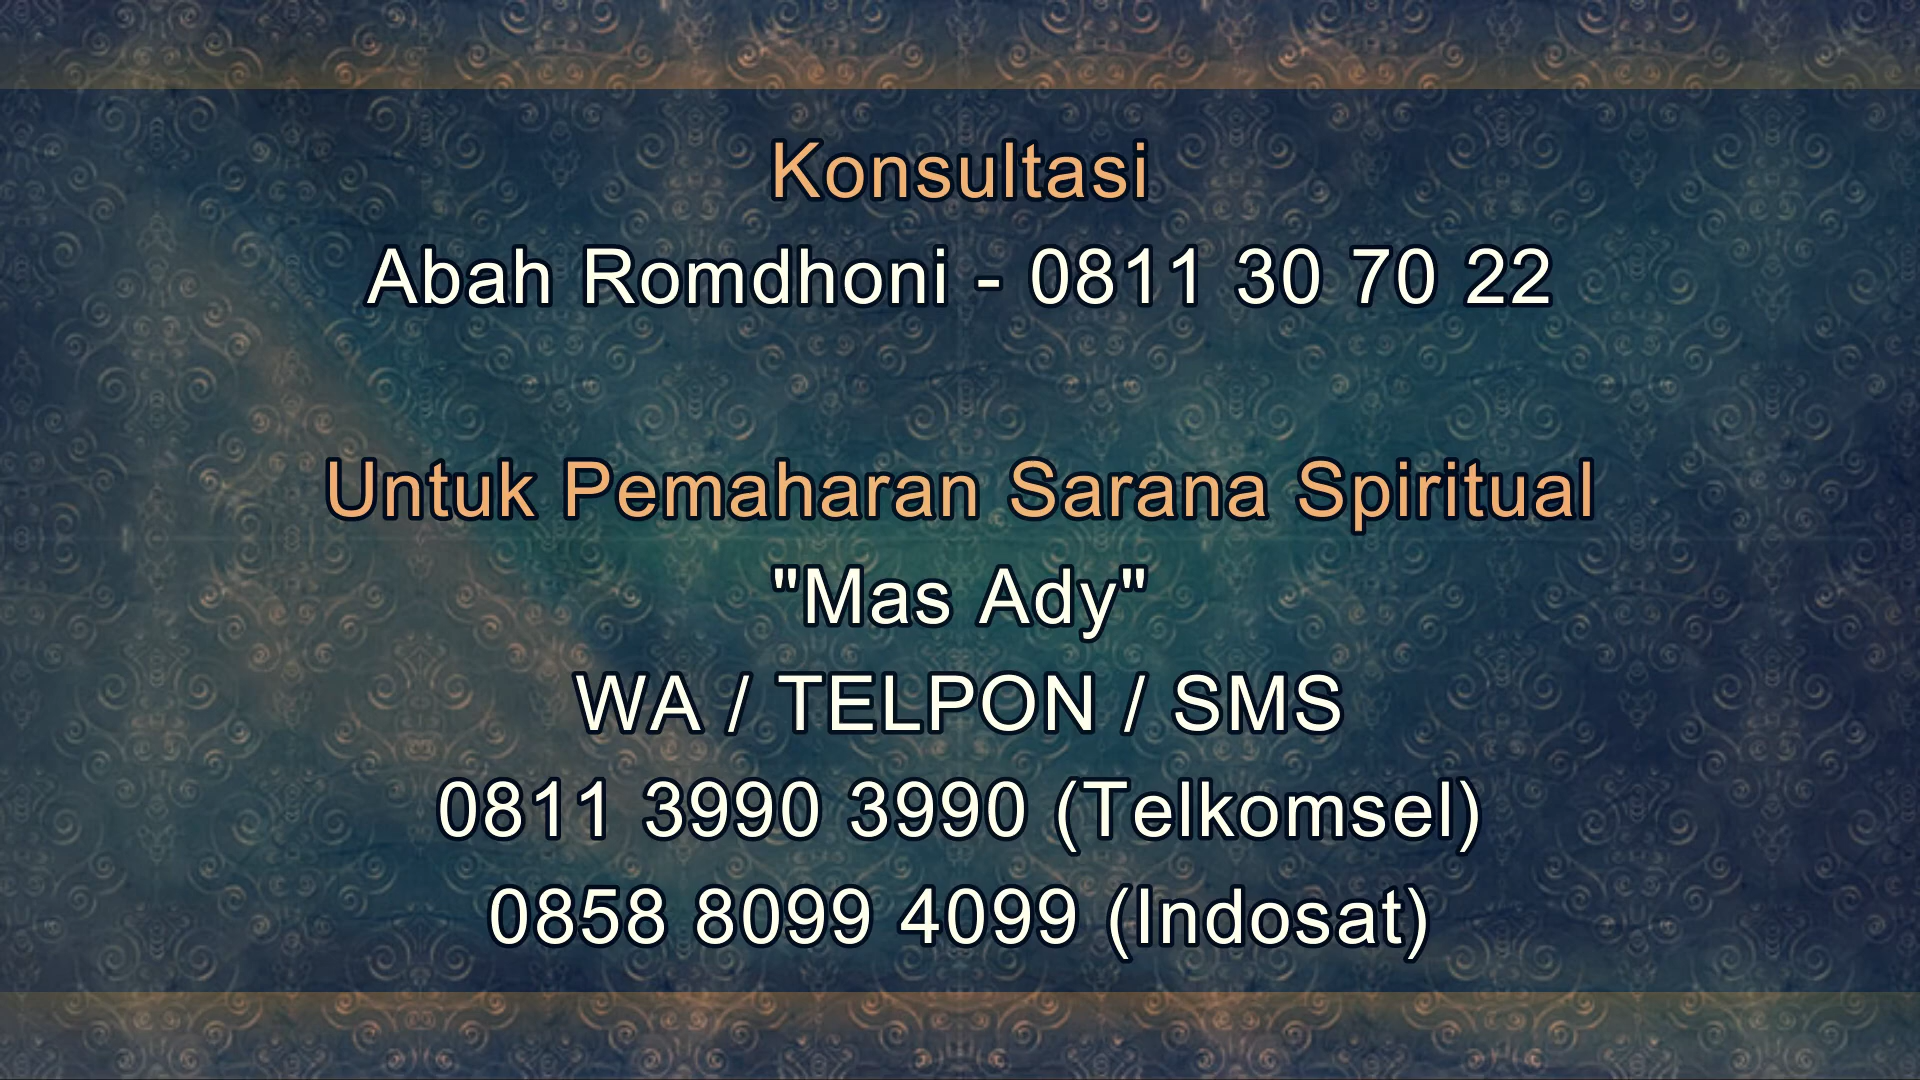 Konsultasi
Abah Romdhoni - 0811 30 70 22
Untuk Pemaharan Sarana Spiritual
"Mas Ady"
WA / TELPON / SMS
0811 3990 3990 (Telkomsel)
0858 8099 4099 (Indosat)